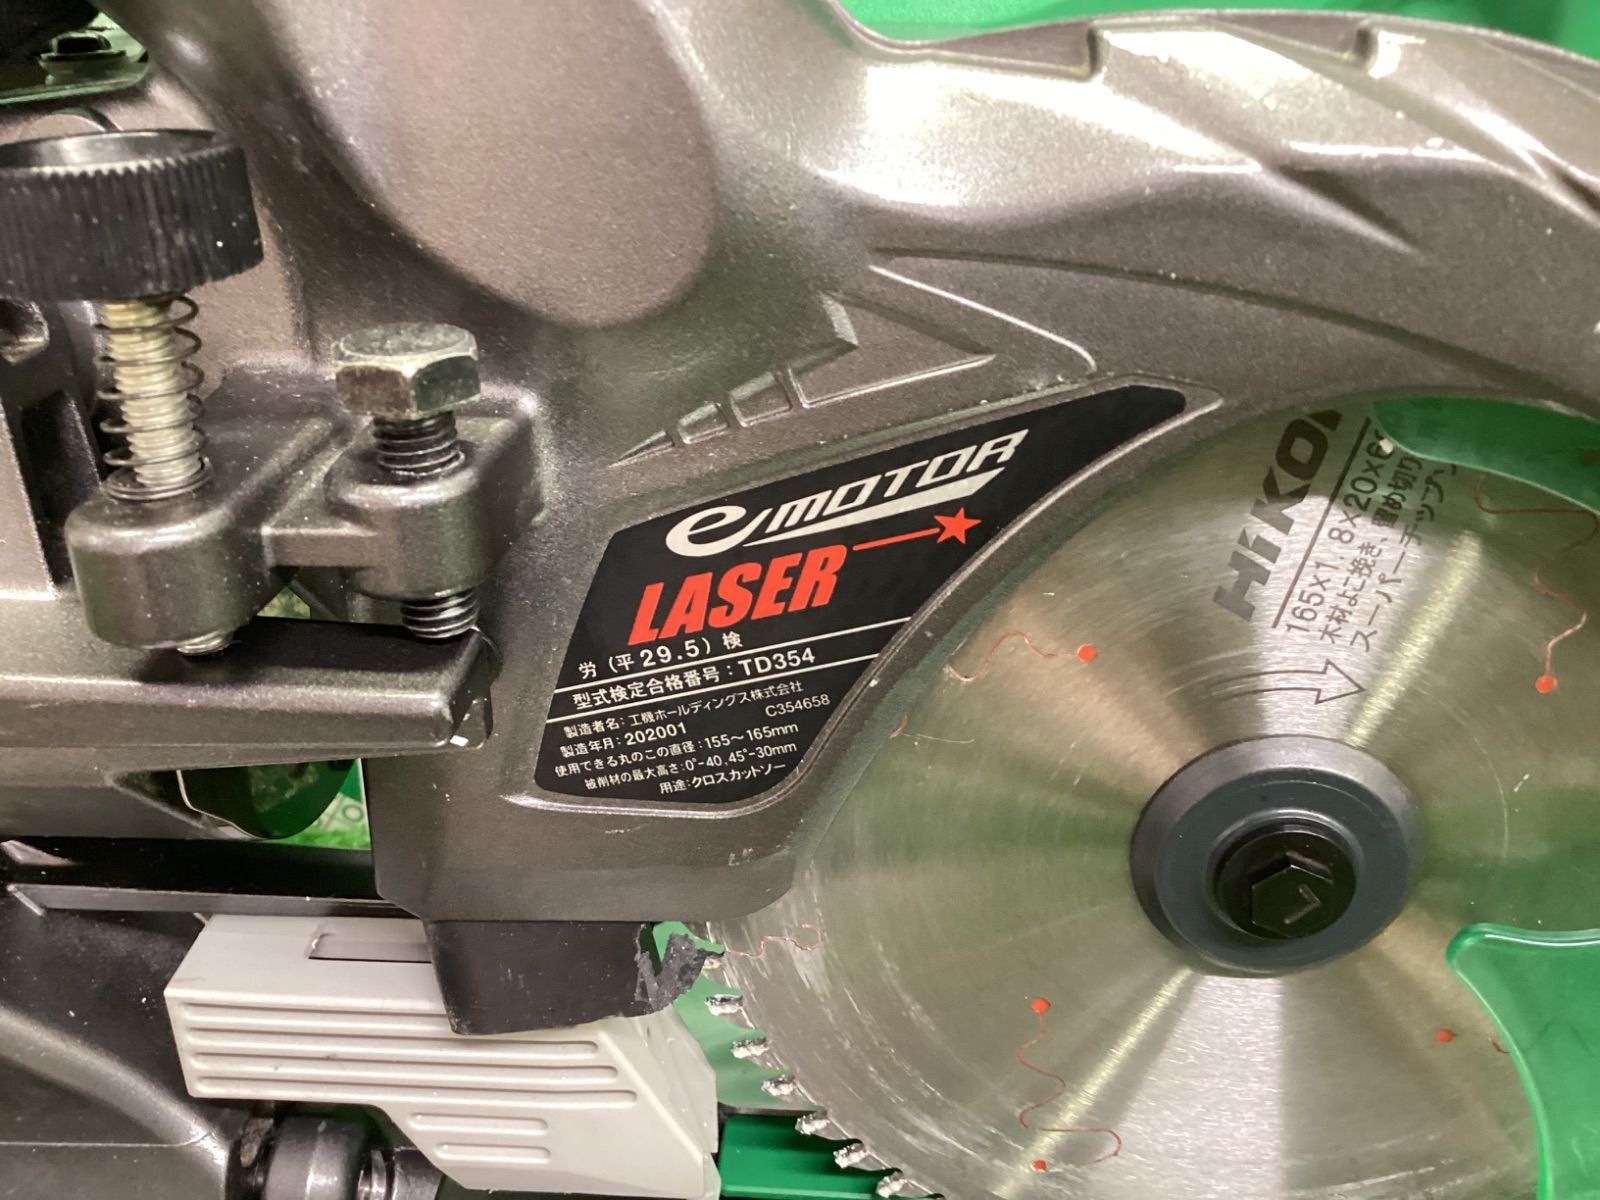 e MOTOR
LASER
労（平29.5）検
型式検定合格番号：TD354
製造者名：工機ホールディングス株式会社
製造年月：202001 C354658
使用できる丸のこの直径：155～165mm
被削材の最大高さ：0°-40、45°-30mm
用途：クロスカットソー
HiKO
165×1.8×20×
木材よこ挽き、留め切り
スーパーチップソ